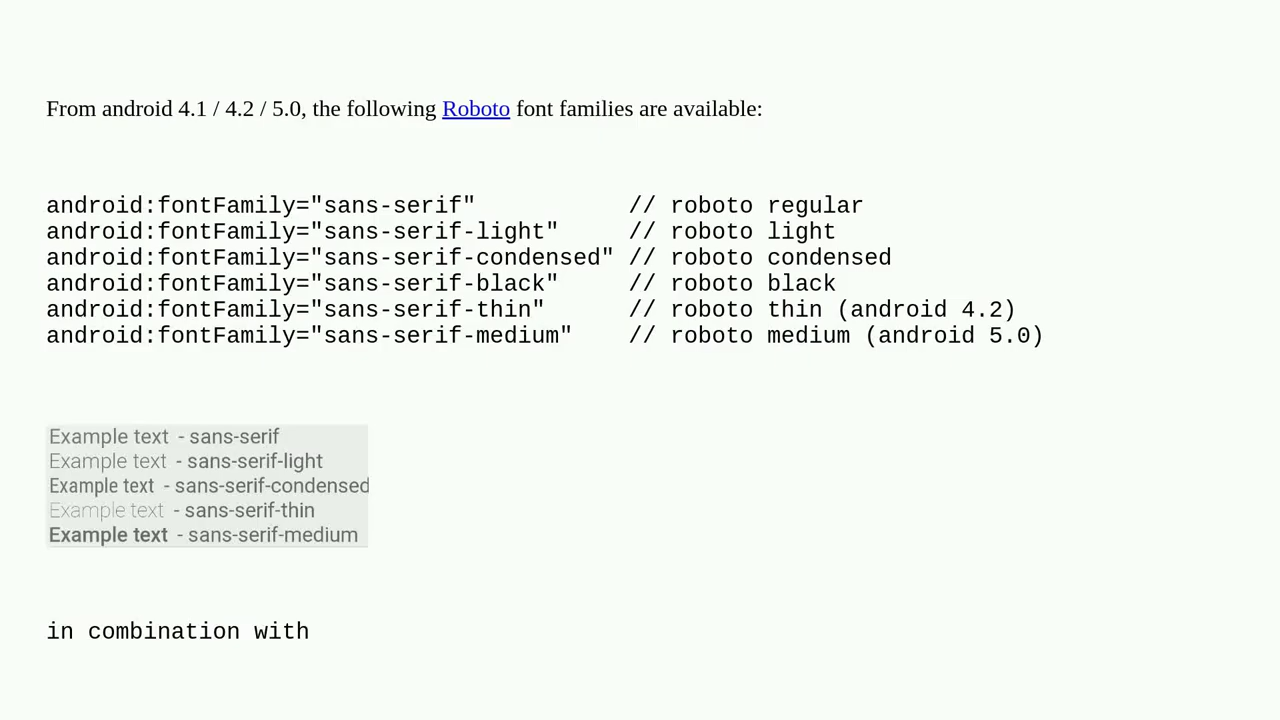 From android 4.1 / 4.2 / 5.0, the following Roboto font families are available:
android:fontFamily="sans-serif"           // roboto regular
android:fontFamily="sans-serif-light"     // roboto light
android:fontFamily="sans-serif-condensed" // roboto condensed
android:fontFamily="sans-serif-black"     // roboto black
android:fontFamily="sans-serif-thin"      // roboto thin (android 4.2)
android:fontFamily="sans-serif-medium"    // roboto medium (android 5.0)
Example text - sans-serif
Example text - sans-serif-light
Example text - sans-serif-condensed
Example text - sans-serif-thin
Example text - sans-serif-medium
in combination with